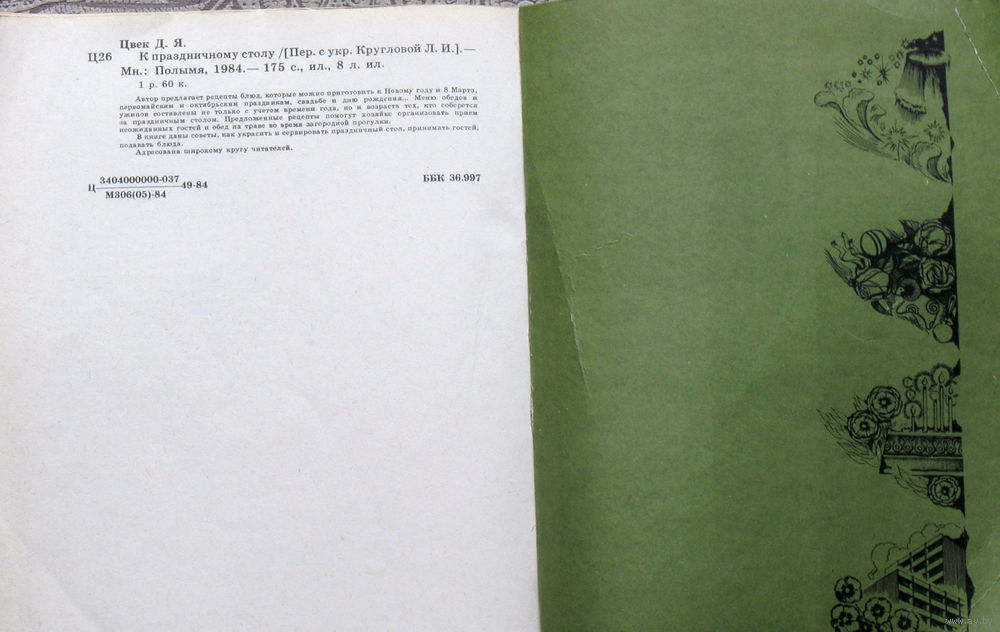 Цвек Д. Я.
Ц26 К праздничному столу /[Пер. с укр. Кругловой Л. И.].—
Мн.: Полымя, 1984.— 175 с., ил., 8 л. ил.
1 р. 60 к.
Автор предлагает рецепты блюд, которые можно приготовить к Новому году и 8 Марта,
первомайским и октябрьским праздникам, свадьбе и дню рождения... Меню обедов и
ужинов составлены не только с учетом времени года, но и возраста тех, кто соберется
за праздничным столом. Предложенные рецепты помогут хозяйке организовать прием
неожиданных гостей и обед на траве во время загородной прогулки.
В книге даны советы, как украсить и сервировать праздничный стол, принимать гостей,
подавать блюда.
Адресована широкому кругу читателей.
3404000000-037
Ц 49-84
М306(05)-84
ББК 36.997
www.ay.by